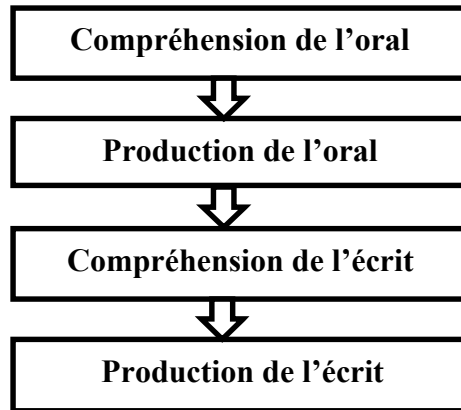 Compréhension de l’oral
Production de l’oral
Compréhension de l’écrit
Production de l’écrit